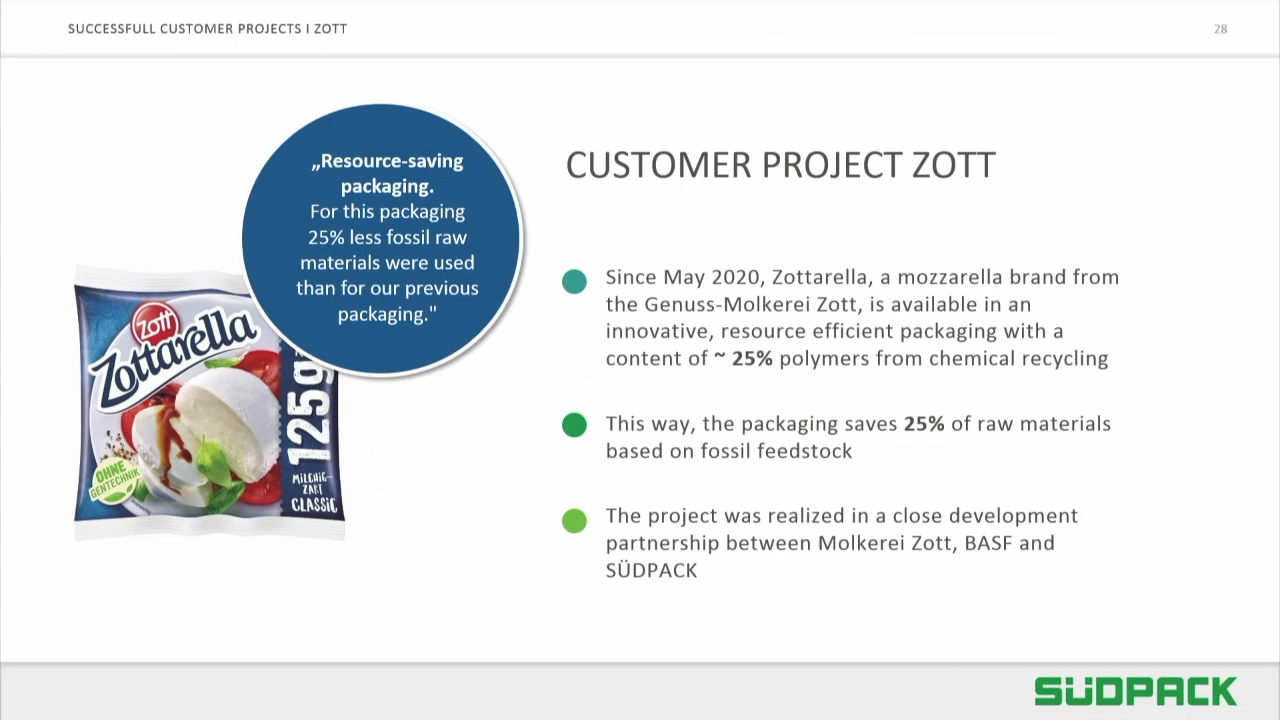 SUCCESSFULL CUSTOMER PROJECTS I ZOTT
28
„Resource-saving
packaging.
For this packaging
25% less fossil raw
materials were used
than for our previous
packaging."
Zott
Zottarella
125g
MILCHIG-
ZART
CLASSIC
OHNE
GENTECHNIK
CUSTOMER PROJECT ZOTT
Since May 2020, Zottarella, a mozzarella brand from
the Genuss-Molkerei Zott, is available in an
innovative, resource efficient packaging with a
content of ~ 25% polymers from chemical recycling
This way, the packaging saves 25% of raw materials
based on fossil feedstock
The project was realized in a close development
partnership between Molkerei Zott, BASF and
SÜDPACK
SÜDPACK